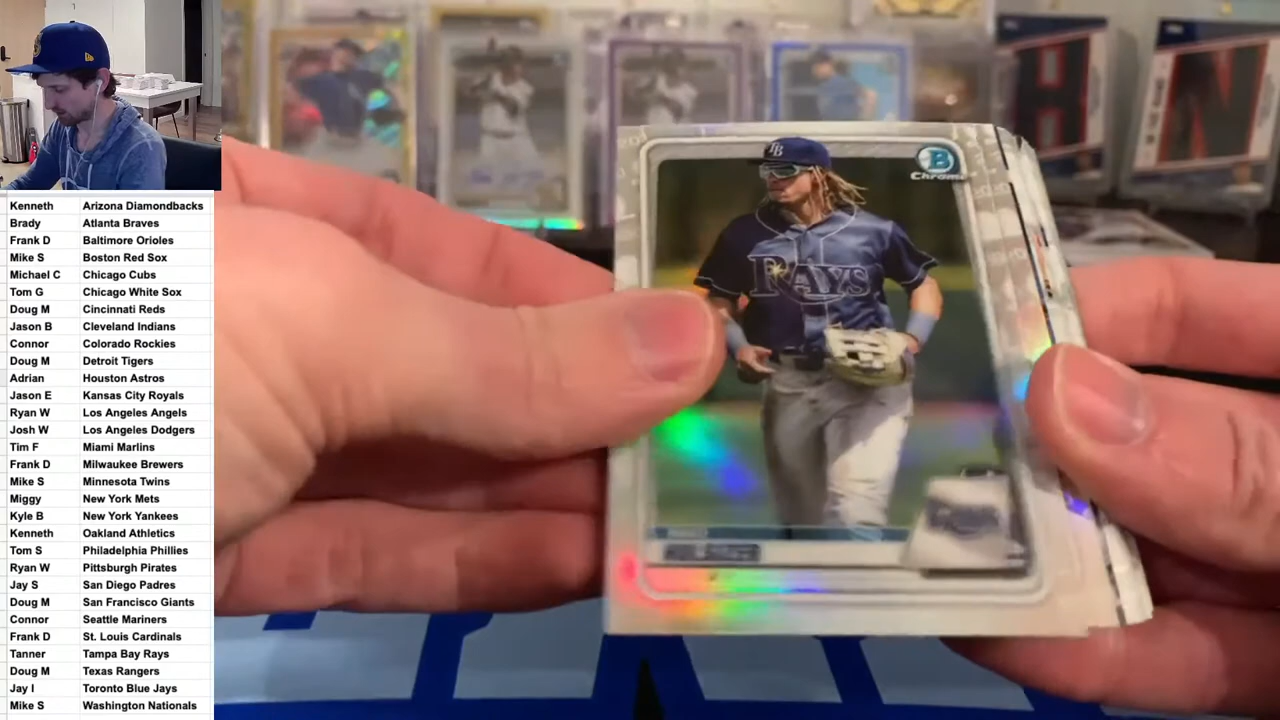 Kenneth Arizona Diamondbacks
Brady Atlanta Braves
Frank D Baltimore Orioles
Mike S Boston Red Sox
Michael C Chicago Cubs
Tom G Chicago White Sox
Doug M Cincinnati Reds
Jason B Cleveland Indians
Connor Colorado Rockies
Doug M Detroit Tigers
Adrian Houston Astros
Jason E Kansas City Royals
Ryan W Los Angeles Angels
Josh W Los Angeles Dodgers
Tim F Miami Marlins
Frank D Milwaukee Brewers
Mike S Minnesota Twins
Miggy New York Mets
Kyle B New York Yankees
Kenneth Oakland Athletics
Tom S Philadelphia Phillies
Ryan W Pittsburgh Pirates
Jay S San Diego Padres
Doug M San Francisco Giants
Connor Seattle Mariners
Frank D St. Louis Cardinals
Tanner Tampa Bay Rays
Doug M Texas Rangers
Jay I Toronto Blue Jays
Mike S Washington Nationals
B
Chrome
TB
RAYS
H
N